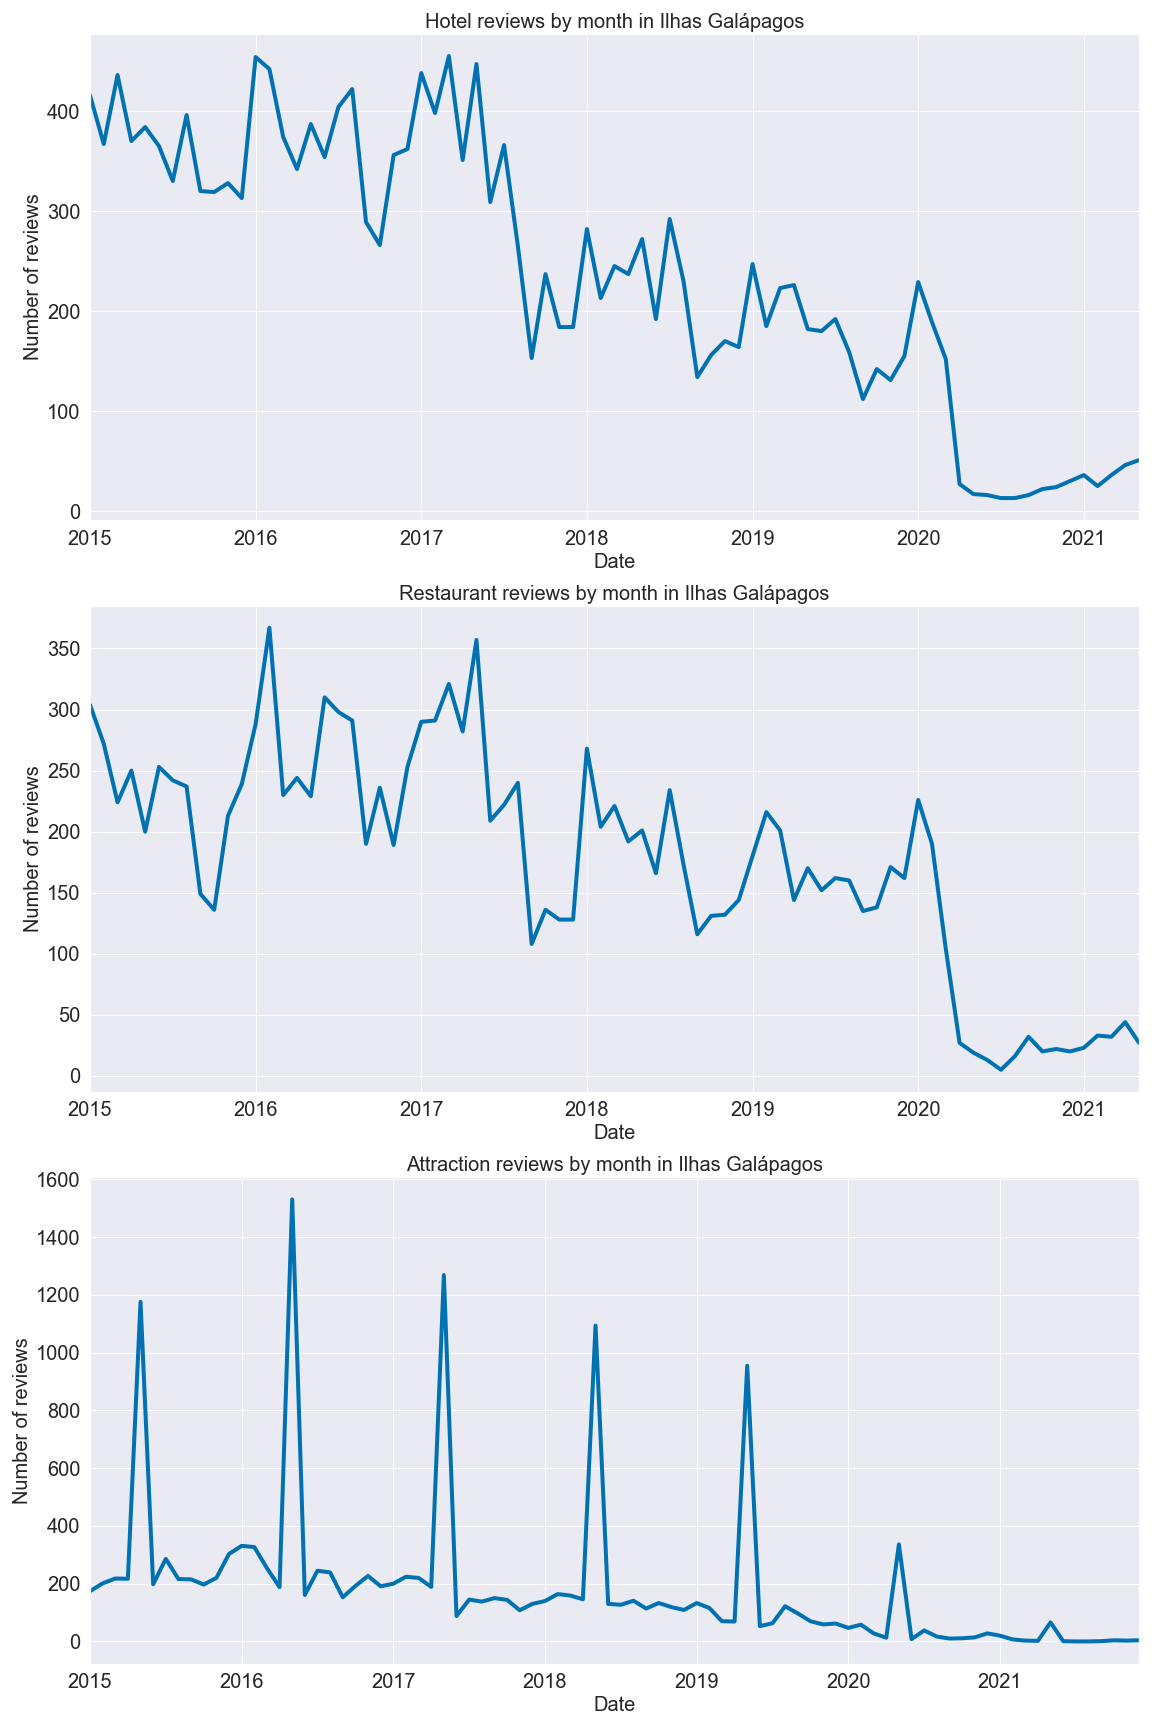 Hotel reviews by month in Ilhas Galápagos
Number of reviews
400
300
200
100
0
2015 2016 2017 2018 2019 2020 2021
Date
Restaurant reviews by month in Ilhas Galápagos
Number of reviews
350
300
250
200
150
100
50
0
2015 2016 2017 2018 2019 2020 2021
Date
Attraction reviews by month in Ilhas Galápagos
Number of reviews
1600
1400
1200
1000
800
600
400
200
0
2015 2016 2017 2018 2019 2020 2021
Date